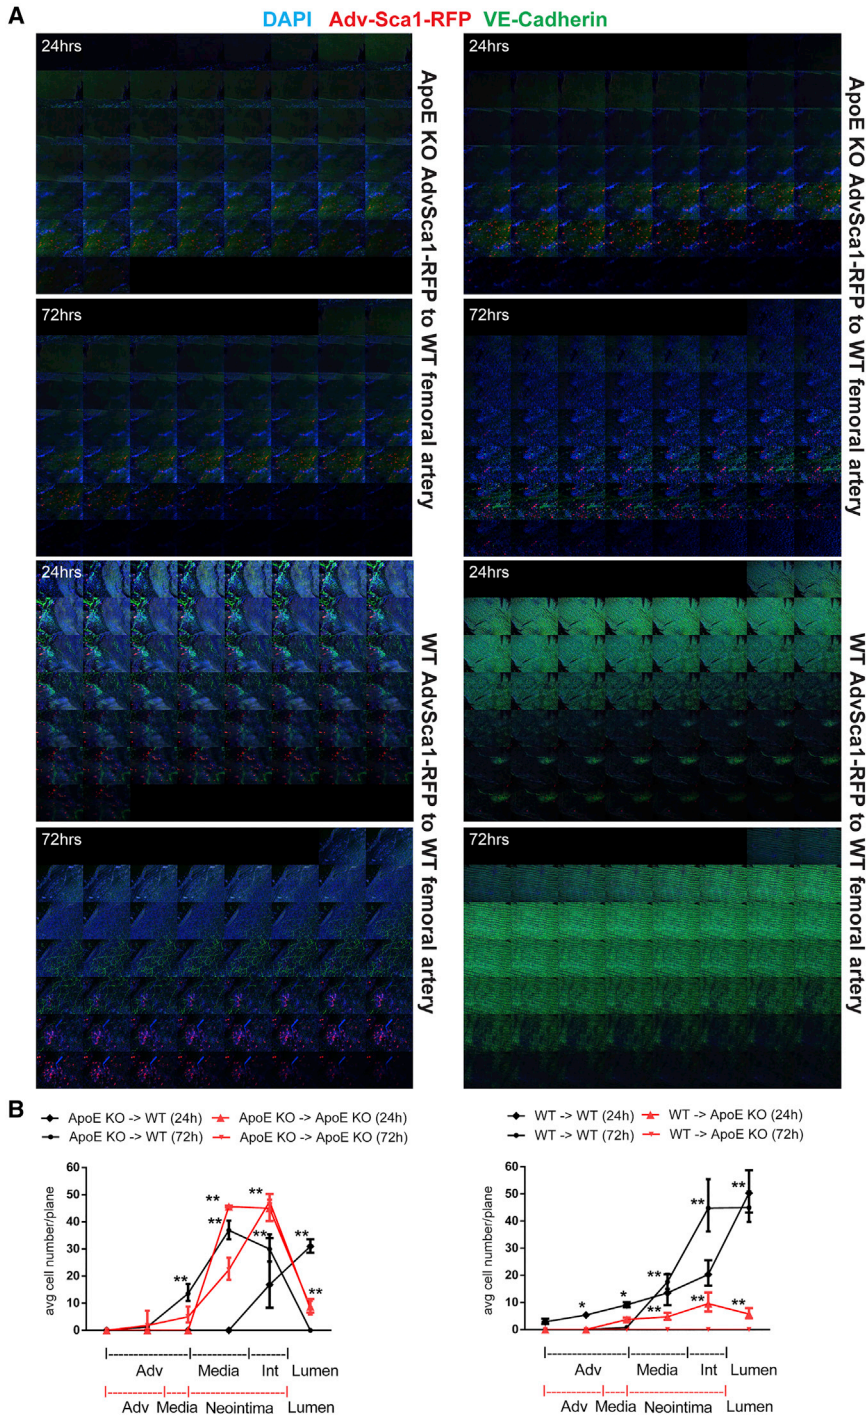 A
DAPI Adv-Sca1-RFP VE-Cadherin
24hrs
24hrs
ApoE KO AdvSca1-RFP to WT femoral artery
ApoE KO AdvSca1-RFP to WT femoral artery
72hrs
72hrs
24hrs
24hrs
WT AdvSca1-RFP to WT femoral artery
WT AdvSca1-RFP to WT femoral artery
72hrs
72hrs
B
ApoE KO -> WT (24h) ApoE KO -> ApoE KO (24h)
ApoE KO -> WT (72h) ApoE KO -> ApoE KO (72h)
avg cell number/plane
60
50
40
30
20
10
0
** ** ** ** ** ** **
|---------------|-----------|-------|
Adv Media Int Lumen
|----------|----|-----------------|
Adv Media Neointima Lumen
WT -> WT (24h) WT -> ApoE KO (24h)
WT -> WT (72h) WT -> ApoE KO (72h)
avg cell number/plane
60
50
40
30
20
10
0
* * ** ** ** ** ** **
|---------------|-----------|-------|
Adv Media Int Lumen
|----------|----|-----------------|
Adv Media Neointima Lumen